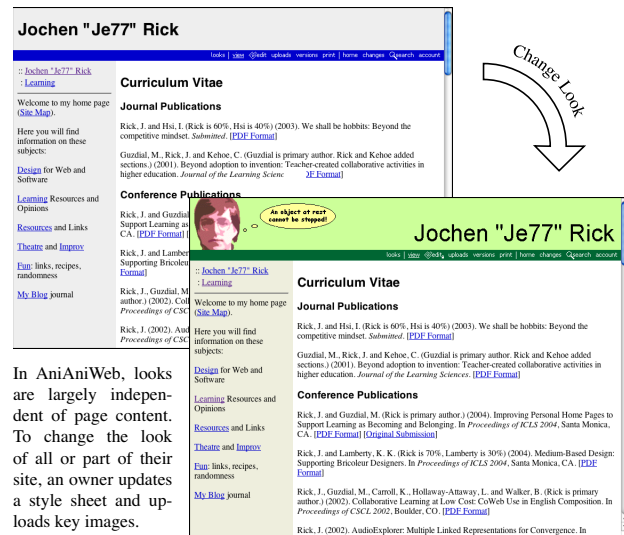 Jochen "Je77" Rick
looks | view edit uploads versions print | home changes search account
:: Jochen "Je77" Rick
: Learning
Welcome to my home page
(Site Map).
Here you will find
information on these
subjects:
Design for Web and
Software
Learning Resources and
Opinions
Resources and Links
Theatre and Improv
Fun: links, recipes,
randomness
My Blog journal
Curriculum Vitae
Journal Publications
Rick, J. and Hsi, I. (Rick is 60%, Hsi is 40%) (2003). We shall be hobbits: Beyond the
competitive mindset. Submitted. [PDF Format]
Guzdial, M., Rick, J. and Kehoe, C. (Guzdial is primary author. Rick and Kehoe added
sections.) (2001). Beyond adoption to invention: Teacher-created collaborative activities in
higher education. Journal of the Learning Scienc DF Format]
Conference Publications
Rick, J. and Guzdial
Support Learning as
CA. [PDF Format] [
Rick, J. and Lamber
Supporting Bricoleu
Format]
Rick, J., Guzdial, M
author.) (2002). Coll
Proceedings of CSC
Rick, J. (2002). Aud
Proceedings of CSC
Change Look
An object at rest
cannot be stopped!
Jochen "Je77" Rick
looks | view edit uploads versions print | home changes search account
:: Jochen "Je77" Rick
: Learning
Welcome to my home page
(Site Map).
Here you will find
information on these
subjects:
Design for Web and
Software
Learning Resources and
Opinions
Resources and Links
Theatre and Improv
Fun: links, recipes,
randomness
My Blog journal
Curriculum Vitae
Journal Publications
Rick, J. and Hsi, I. (Rick is 60%, Hsi is 40%) (2003). We shall be hobbits: Beyond the
competitive mindset. Submitted. [PDF Format]
Guzdial, M., Rick, J. and Kehoe, C. (Guzdial is primary author. Rick and Kehoe added
sections.) (2001). Beyond adoption to invention: Teacher-created collaborative activities in
higher education. Journal of the Learning Sciences. [PDF Format]
Conference Publications
Rick, J. and Guzdial, M. (Rick is primary author.) (2004). Improving Personal Home Pages to
Support Learning as Becoming and Belonging. In Proceedings of ICLS 2004, Santa Monica,
CA. [PDF Format] [Original Submission]
Rick, J. and Lamberty, K. K. (Rick is 70%, Lamberty is 30%) (2004). Medium-Based Design:
Supporting Bricoleur Designers. In Proceedings of ICLS 2004, Santa Monica, CA. [PDF
Format]
Rick, J., Guzdial, M., Carroll, K., Hollaway-Attaway, L. and Walker, B. (Rick is primary
author.) (2002). Collaborative Learning at Low Cost: CoWeb Use in English Composition. In
Proceedings of CSCL 2002, Boulder, CO. [PDF Format]
Rick, J. (2002). AudioExplorer: Multiple Linked Representations for Convergence. In
In AniAniWeb, looks
are largely indepen-
dent of page content.
To change the look
of all or part of their
site, an owner updates
a style sheet and up-
loads key images.